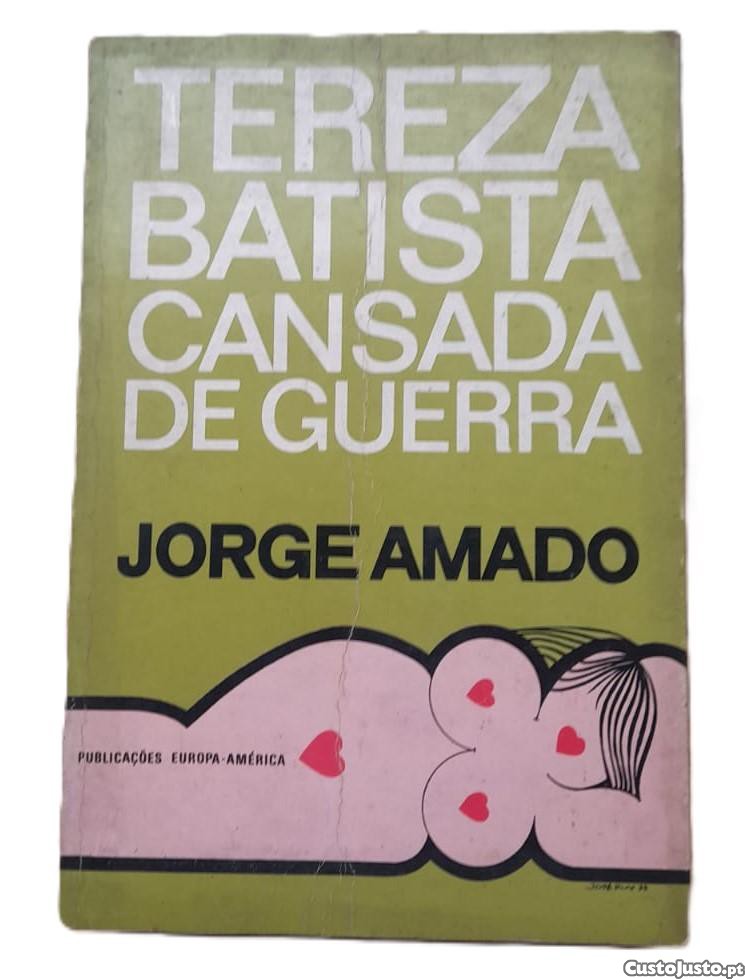 TEREZA
BATISTA
CANSADA
DE GUERRA
JORGE AMADO
PUBLICAÇÕES EUROPA-AMÉRICA
CustoJusto.pt